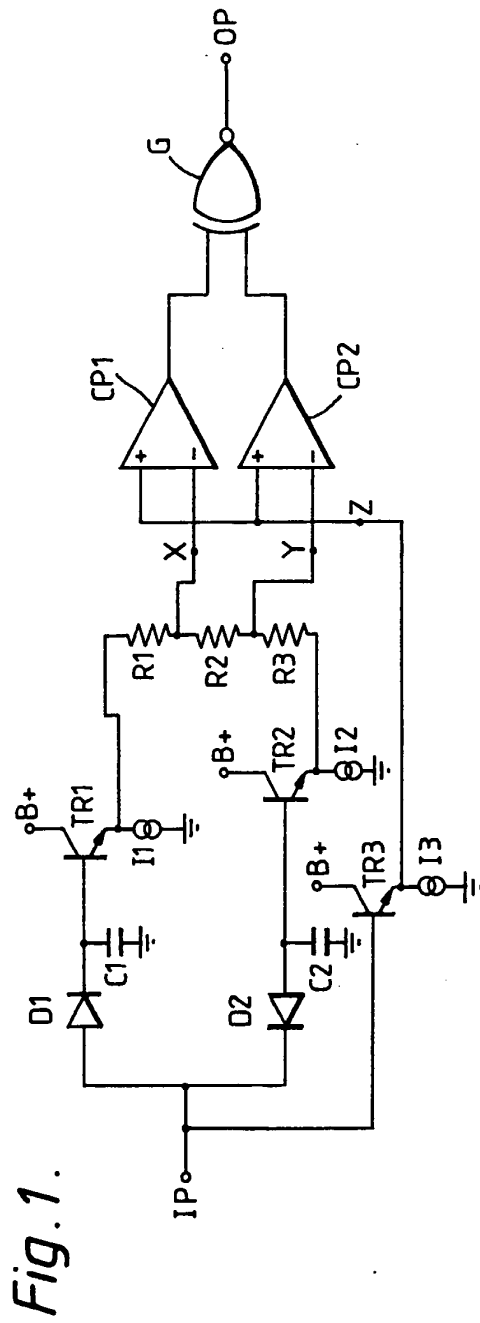 Fig. 1.
IP
D1
C1
B+
TR1
I1
R1
R2
R3
X
Y
Z
D2
C2
B+
TR2
I2
B+
TR3
I3
CP1
+
−
CP2
+
−
G
OP